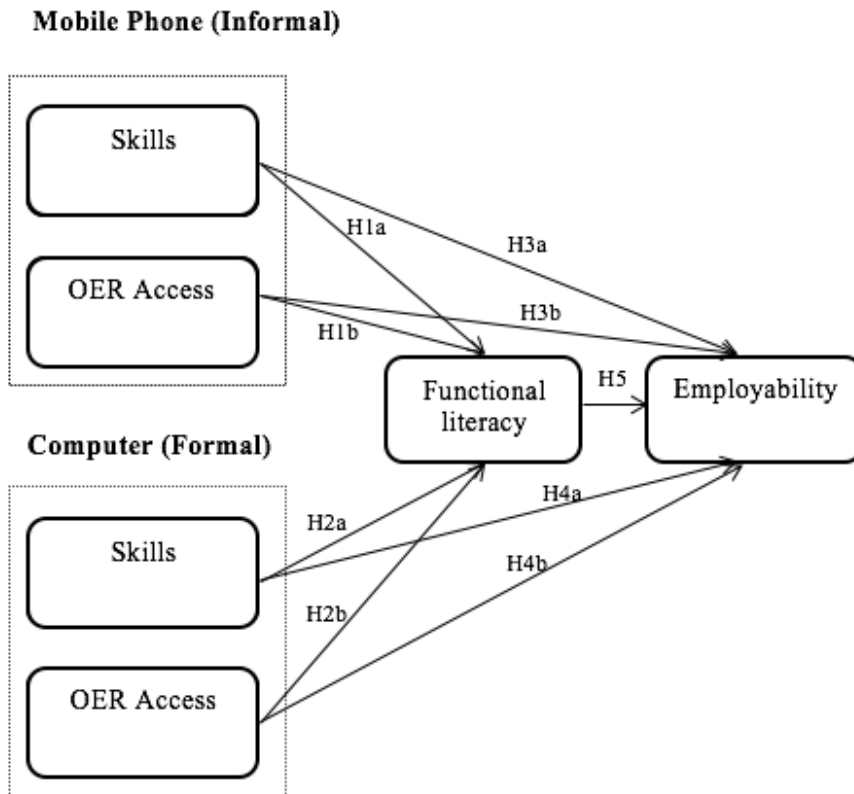 Mobile Phone (Informal)
Skills
H1a
H3a
OER Access
H3b
H1b
Functional
literacy
H5
Employability
Computer (Formal)
Skills
H2a
H4a
H4b
H2b
OER Access